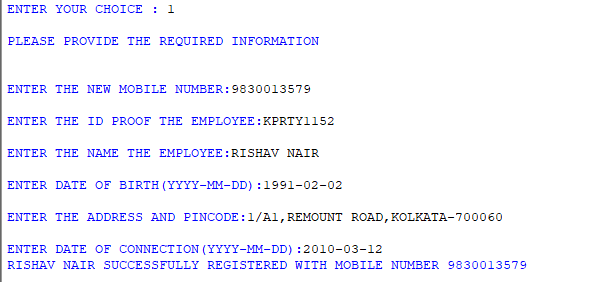 ENTER YOUR CHOICE : 1
PLEASE PROVIDE THE REQUIRED INFORMATION
ENTER THE NEW MOBILE NUMBER:9830013579
ENTER THE ID PROOF THE EMPLOYEE:KPRTY1152
ENTER THE NAME THE EMPLOYEE:RISHAV NAIR
ENTER DATE OF BIRTH(YYYY-MM-DD):1991-02-02
ENTER THE ADDRESS AND PINCODE:1/A1,REMOUNT ROAD,KOLKATA-700060
ENTER DATE OF CONNECTION(YYYY-MM-DD):2010-03-12
RISHAV NAIR SUCCESSFULLY REGISTERED WITH MOBILE NUMBER 9830013579